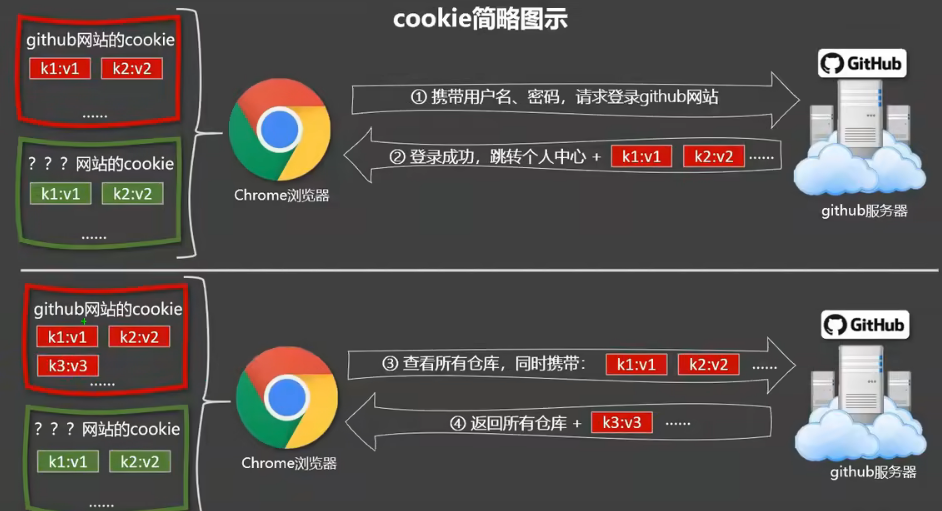 cookie简略图示
github网站的cookie
k1:v1 k2:v2
......
？？？网站的cookie
k1:v1 k2:v2
......
Chrome浏览器
① 携带用户名、密码，请求登录github网站
② 登录成功，跳转个人中心 + k1:v1 k2:v2 ......
GitHub
github服务器
github网站的cookie
k1:v1 k2:v2
k3:v3
......
？？？网站的cookie
k1:v1 k2:v2
......
Chrome浏览器
③ 查看所有仓库，同时携带： k1:v1 k2:v2 ......
④ 返回所有仓库 + k3:v3 ......
GitHub
github服务器